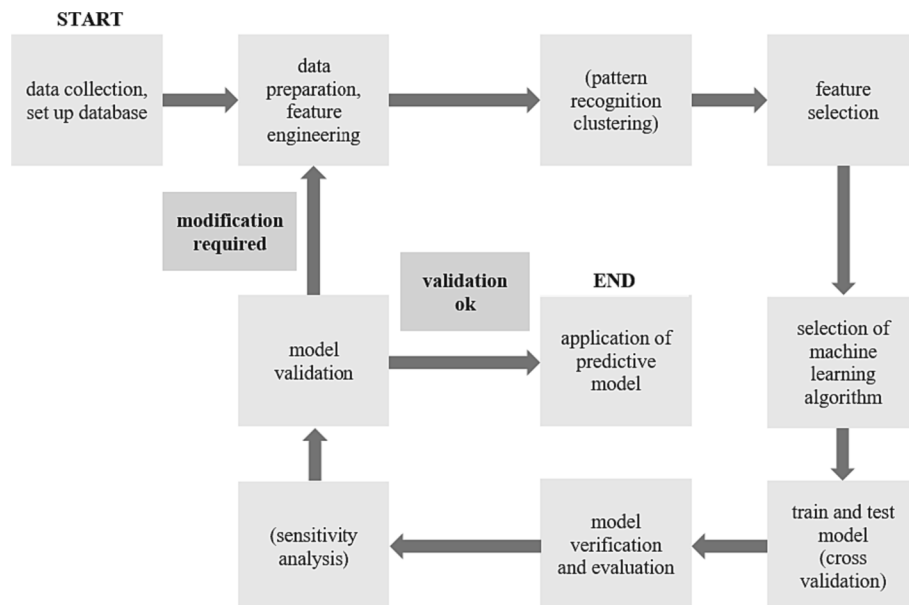 START
data collection,
set up database
data
preparation,
feature
engineering
(pattern
recognition
clustering)
feature
selection
modification
required
validation
ok
END
model
validation
application of
predictive
model
selection of
machine
learning
algorithm
(sensitivity
analysis)
model
verification
and evaluation
train and test
model
(cross
validation)